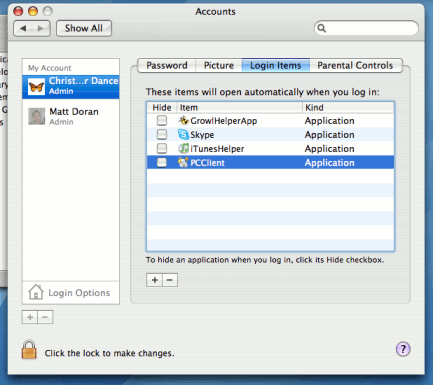 Accounts
Show All
My Account
Christ...r Dance
Admin
Matt Doran
Admin
Login Options
Password Picture Login Items Parental Controls
These items will open automatically when you log in:
Hide Item Kind
GrowlHelperApp Application
Skype Application
iTunesHelper Application
PCClient Application
To hide an application when you log in, click its Hide checkbox.
+ −
+ −
Click the lock to make changes.
?